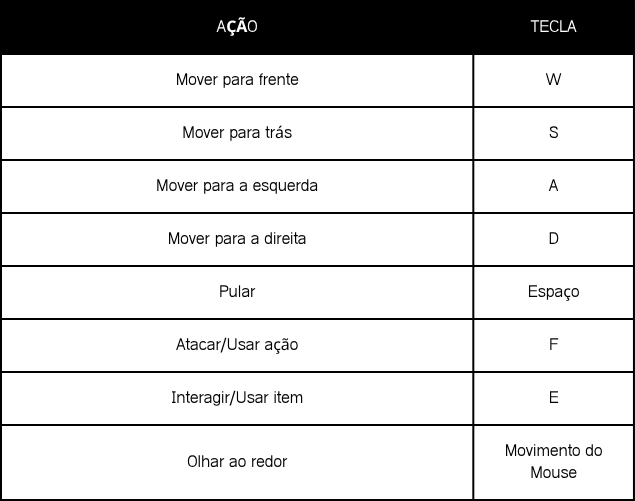 AÇÃO TECLA
Mover para frente W
Mover para trás S
Mover para a esquerda A
Mover para a direita D
Pular Espaço
Atacar/Usar ação F
Interagir/Usar item E
Olhar ao redor Movimento do
Mouse